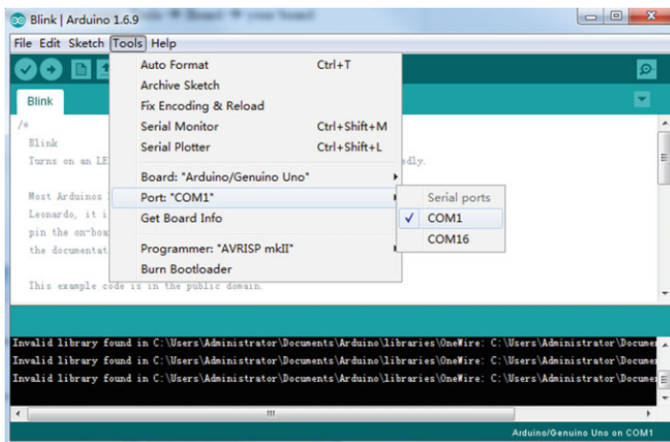 Tools → Board → your board
Blink | Arduino 1.6.9
File Edit Sketch Tools Help
Auto Format Ctrl+T
Archive Sketch
Fix Encoding & Reload
Serial Monitor Ctrl+Shift+M
Serial Plotter Ctrl+Shift+L
Board: "Arduino/Genuino Uno"
Port: "COM1"
Get Board Info
Programmer: "AVRISP mkII"
Burn Bootloader
Serial ports
COM1
COM16
Blink
/*
Blink
Turns on an LE
edly.
Most Arduinos
Leonardo, it i
pin the on-boa
the documentat
This example code is in the public domain.
Invalid library found in C:\Users\Administrator\Documents\Arduino\libraries\OneWire: C:\Users\Administrator\Documen
Invalid library found in C:\Users\Administrator\Documents\Arduino\libraries\OneWire: C:\Users\Administrator\Documen
Invalid library found in C:\Users\Administrator\Documents\Arduino\libraries\OneWire: C:\Users\Administrator\Documen
Arduino/Genuino Uno on COM1